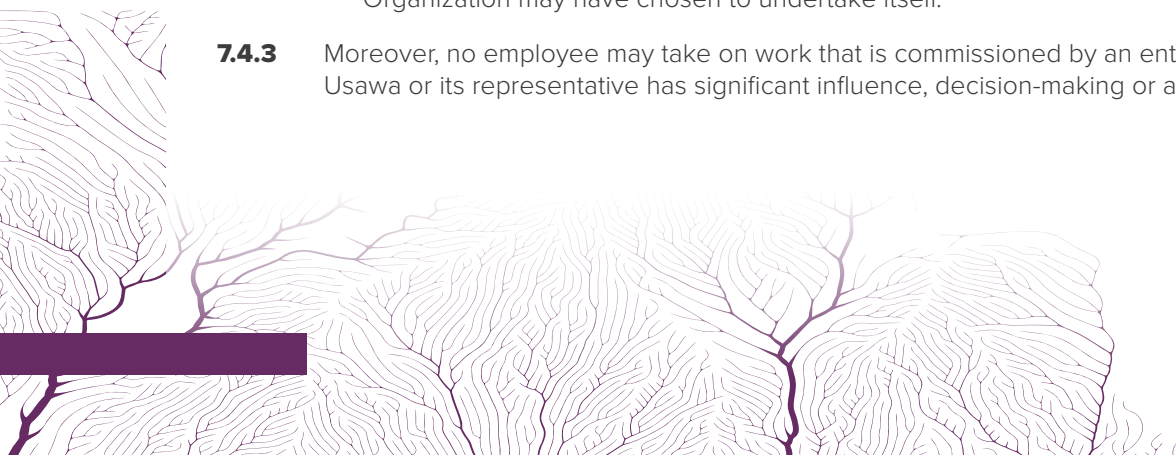 Organization may have chosen to undertake itself.
7.4.3 Moreover, no employee may take on work that is commissioned by an ent
Usawa or its representative has significant influence, decision-making or a